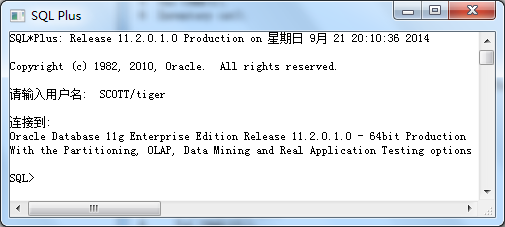 SQL Plus
SQL*Plus: Release 11.2.0.1.0 Production on 星期日 9月 21 20:10:36 2014
Copyright (c) 1982, 2010, Oracle.  All rights reserved.
请输入用户名:  SCOTT/tiger
连接到:
Oracle Database 11g Enterprise Edition Release 11.2.0.1.0 - 64bit Production
With the Partitioning, OLAP, Data Mining and Real Application Testing options
SQL>